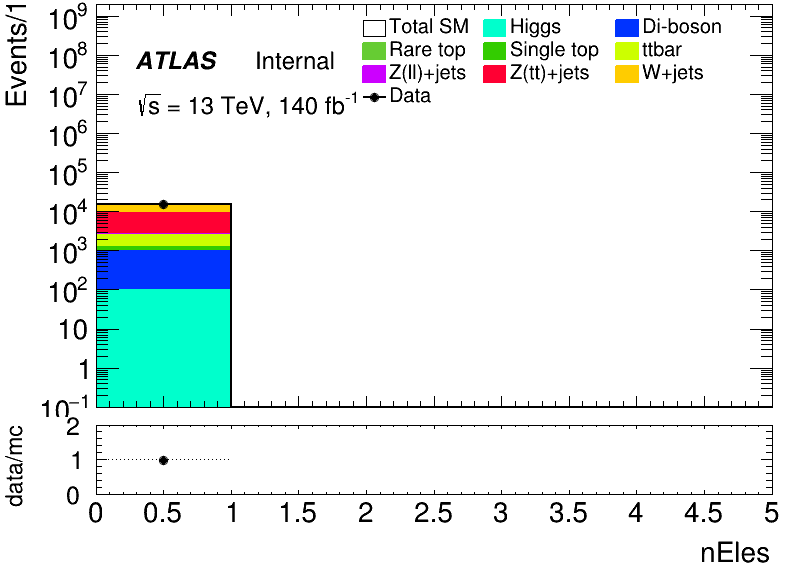 Events/1
10⁹
10⁸
10⁷
10⁶
10⁵
10⁴
10³
10²
10
1
10⁻¹
ATLAS Internal
√s = 13 TeV, 140 fb⁻¹
Total SM Higgs Di-boson
Rare top Single top ttbar
Z(ll)+jets Z(tt)+jets W+jets
Data
data/mc
2
1
0
0 0.5 1 1.5 2 2.5 3 3.5 4 4.5 5
nEles